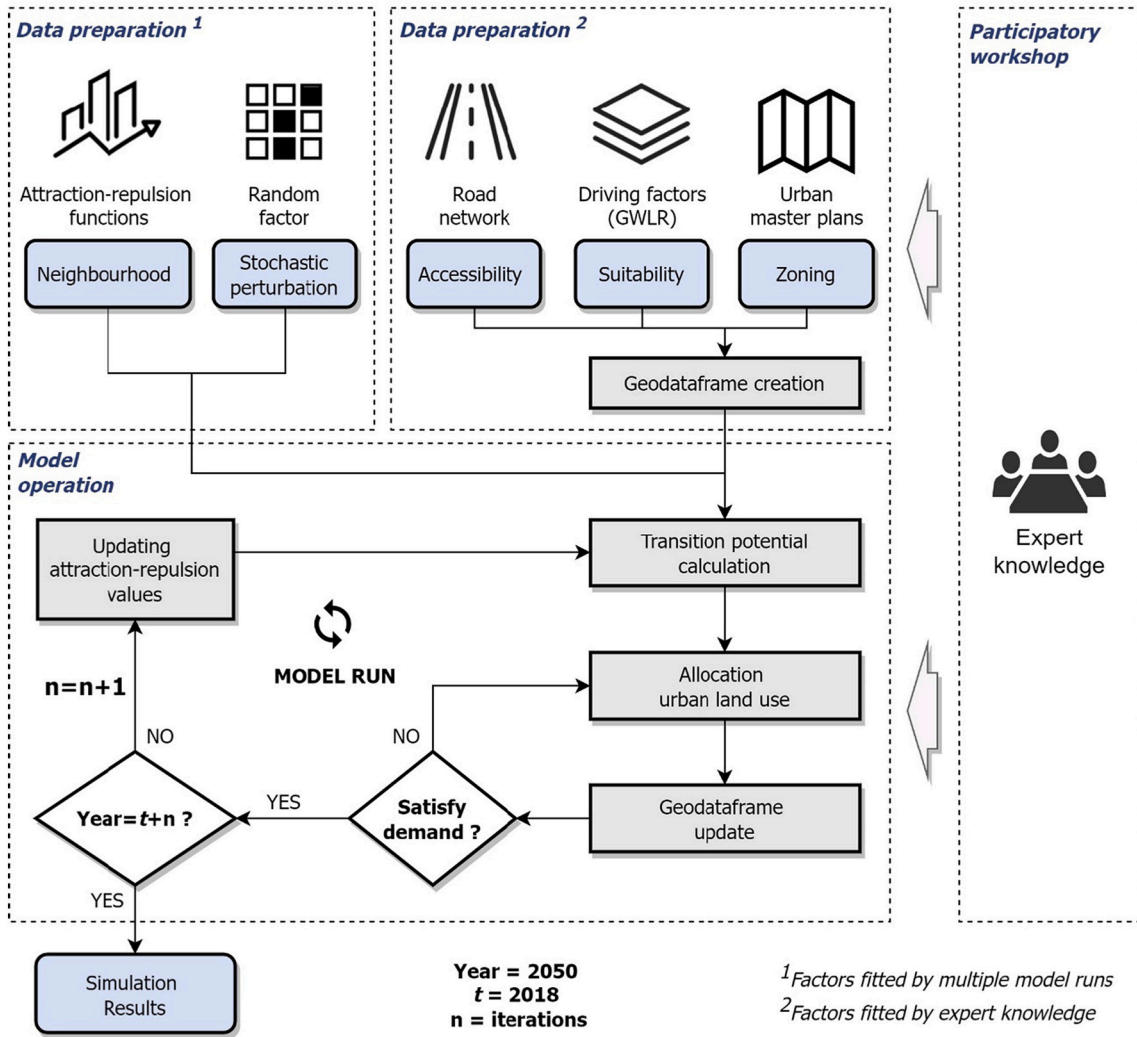 Data preparation 1
Attraction-repulsion
functions
Random
factor
Neighbourhood
Stochastic
perturbation
Data preparation 2
Road
network
Driving factors
(GWLR)
Urban
master plans
Accessibility
Suitability
Zoning
Geodataframe creation
Participatory
workshop
Expert
knowledge
Model
operation
Updating
attraction-repulsion
values
Transition potential
calculation
MODEL RUN
Allocation
urban land use
n=n+1
NO
NO
Year=t+n ?
YES
Satisfy
demand ?
Geodataframe
update
YES
Simulation
Results
Year = 2050
t = 2018
n = iterations
1Factors fitted by multiple model runs
2Factors fitted by expert knowledge